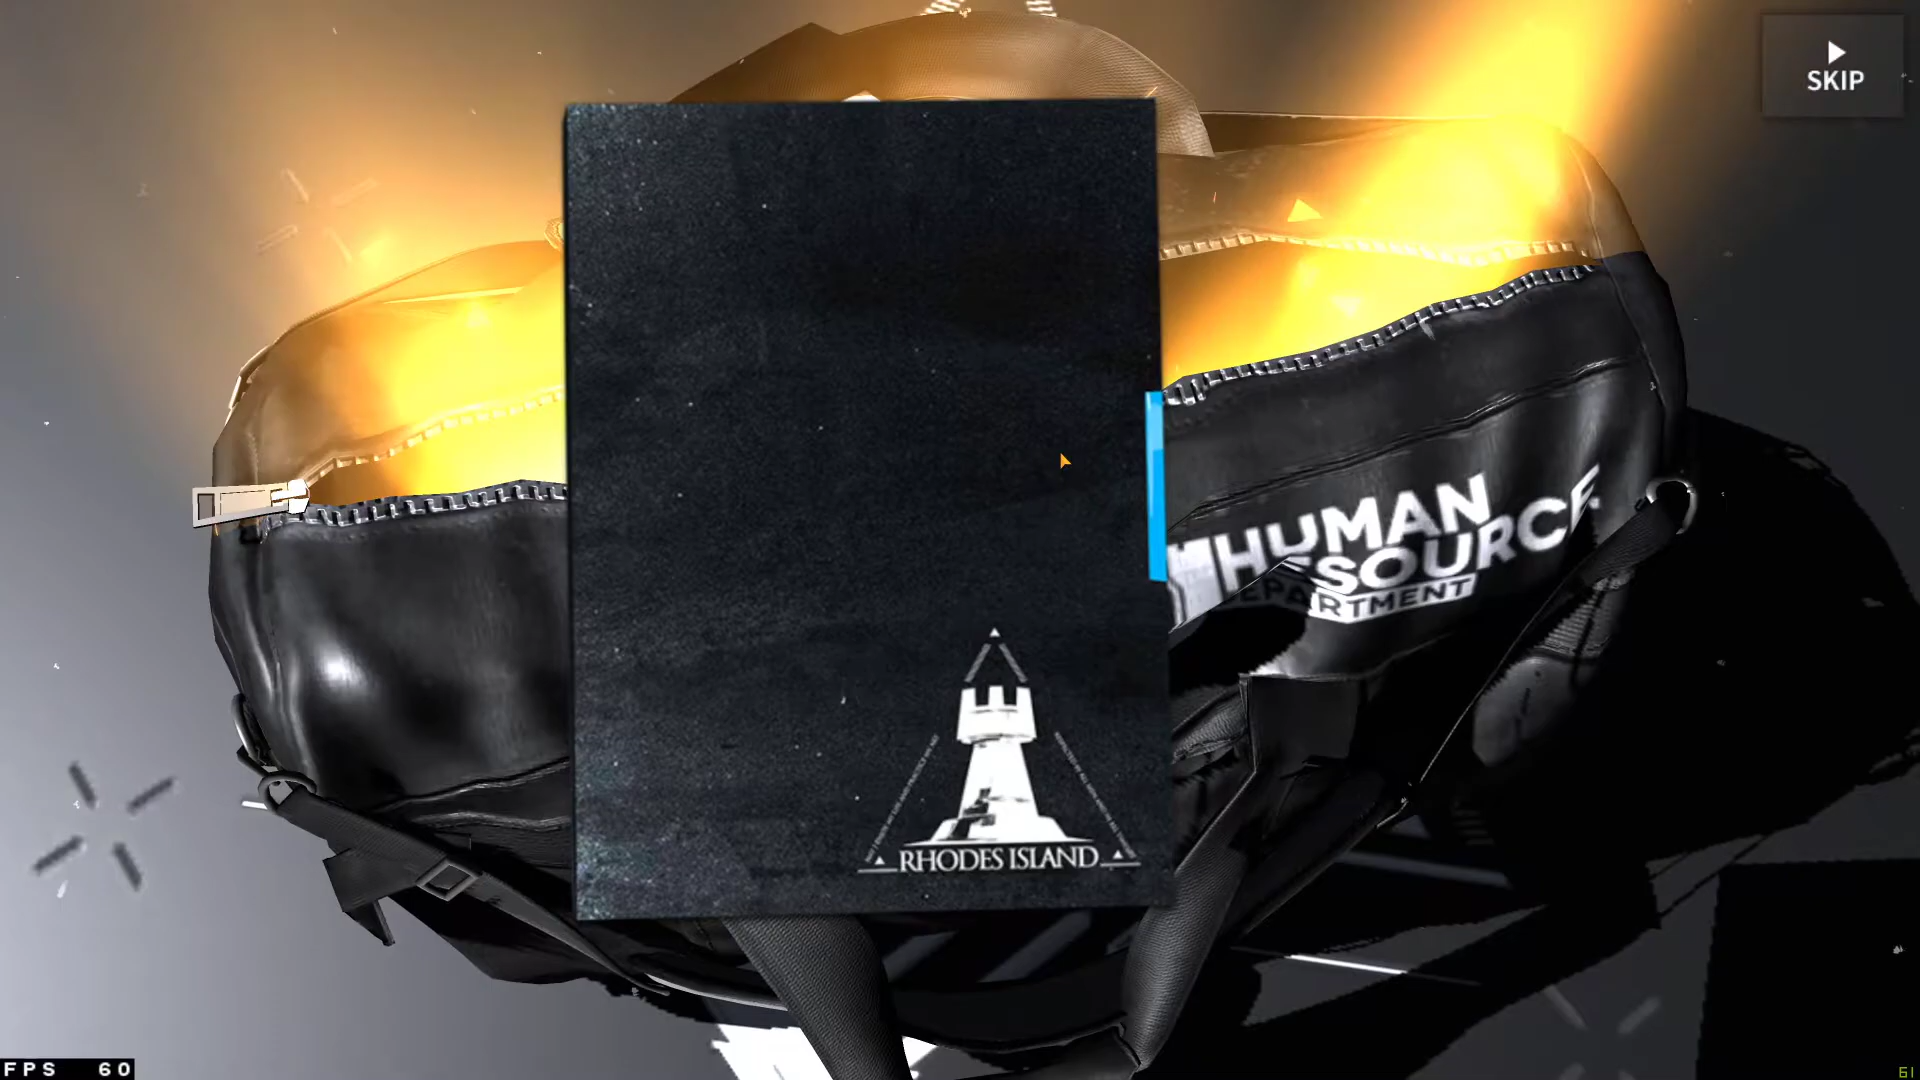 SKIP
HUMAN
RESOURCE
DEPARTMENT
RHODES ISLAND
FPS 60
61